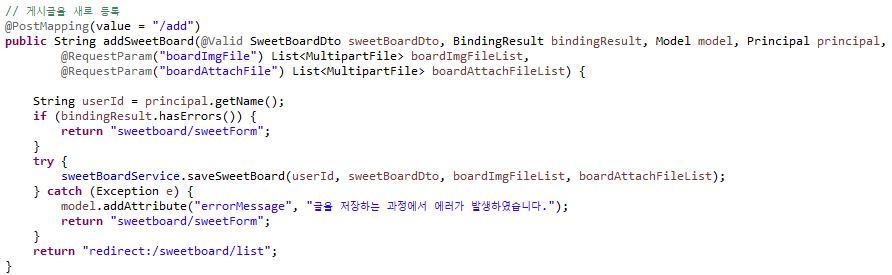 // 게시글을 새로 등록
@PostMapping(value = "/add")
public String addSweetBoard(@Valid SweetBoardDto sweetBoardDto, BindingResult bindingResult, Model model, Principal principal,
        @RequestParam("boardImgFile") List<MultipartFile> boardImgFileList,
        @RequestParam("boardAttachFile") List<MultipartFile> boardAttachFileList) {

    String userId = principal.getName();
    if (bindingResult.hasErrors()) {
        return "sweetboard/sweetForm";
    }
    try {
        sweetBoardService.saveSweetBoard(userId, sweetBoardDto, boardImgFileList, boardAttachFileList);
    } catch (Exception e) {
        model.addAttribute("errorMessage", "글을 저장하는 과정에서 에러가 발생하였습니다.");
        return "sweetboard/sweetForm";
    }
    return "redirect:/sweetboard/list";
}